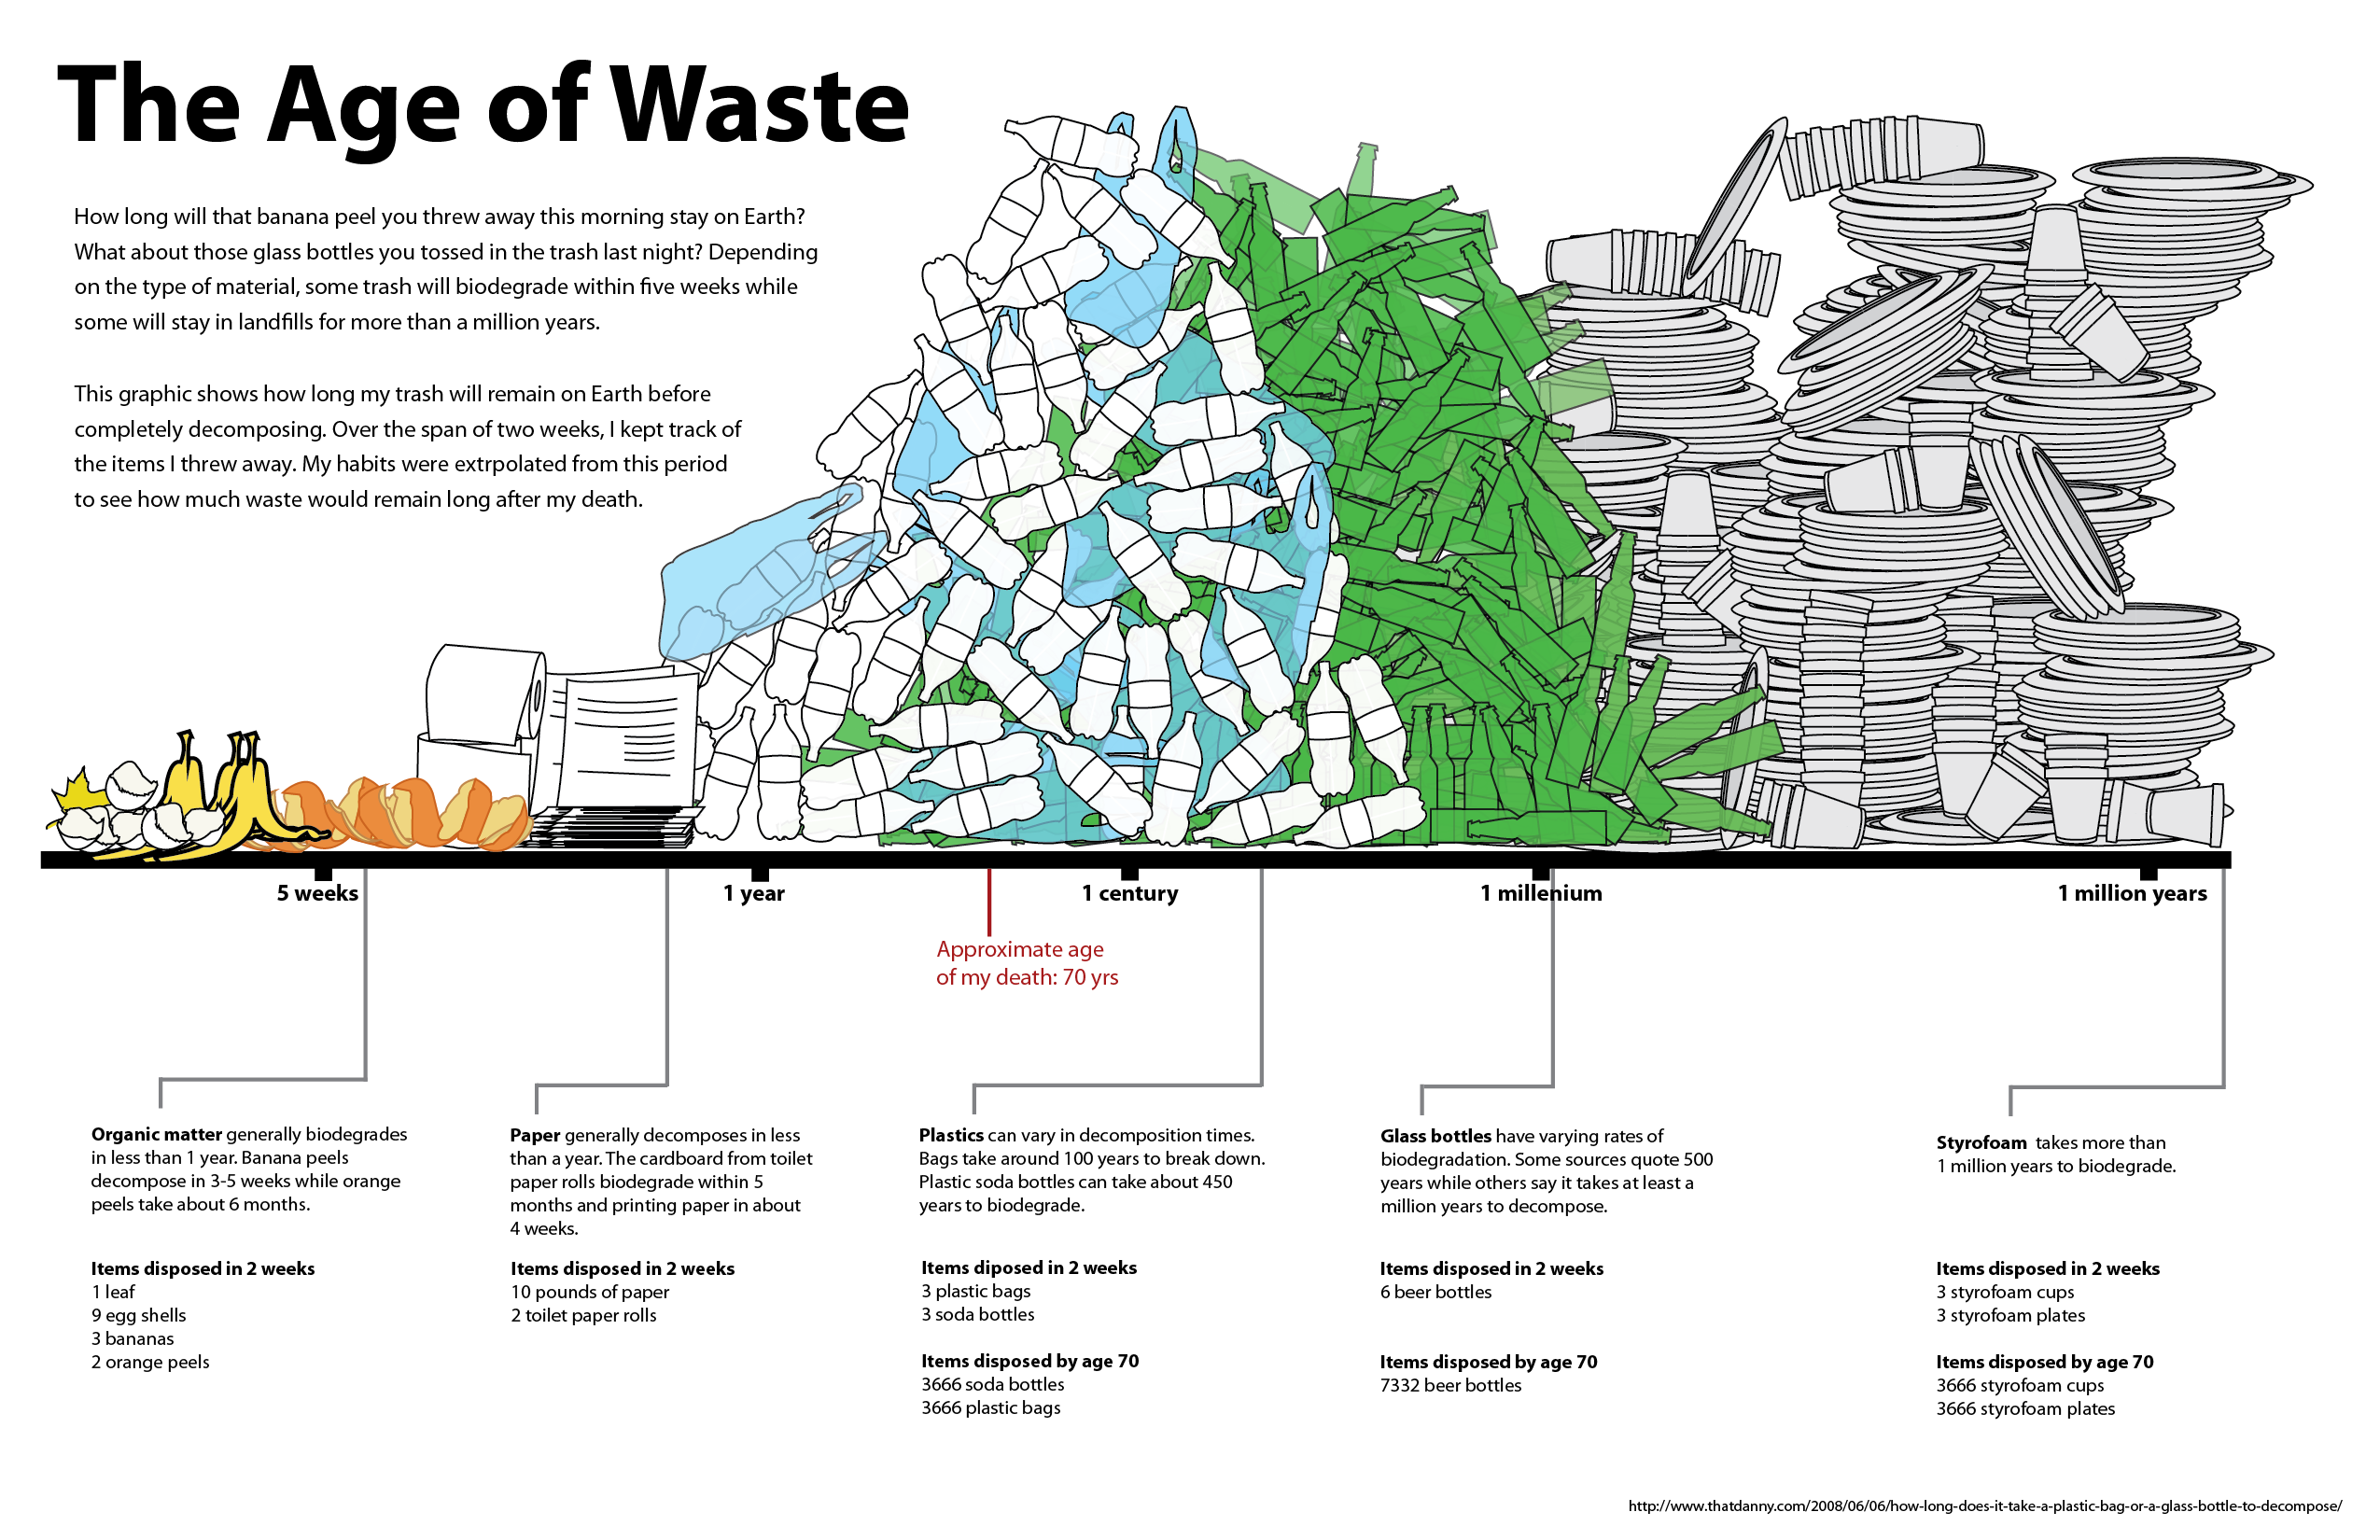 The Age of Waste
How long will that banana peel you threw away this morning stay on Earth?
What about those glass bottles you tossed in the trash last night? Depending
on the type of material, some trash will biodegrade within five weeks while
some will stay in landfills for more than a million years.
This graphic shows how long my trash will remain on Earth before
completely decomposing. Over the span of two weeks, I kept track of
the items I threw away. My habits were extrpolated from this period
to see how much waste would remain long after my death.
5 weeks
1 year
1 century
1 millenium
1 million years
Approximate age
of my death: 70 yrs
Organic matter generally biodegrades
in less than 1 year. Banana peels
decompose in 3-5 weeks while orange
peels take about 6 months.
Items disposed in 2 weeks
1 leaf
9 egg shells
3 bananas
2 orange peels
Paper generally decomposes in less
than a year. The cardboard from toilet
paper rolls biodegrade within 5
months and printing paper in about
4 weeks.
Items disposed in 2 weeks
10 pounds of paper
2 toilet paper rolls
Plastics can vary in decomposition times.
Bags take around 100 years to break down.
Plastic soda bottles can take about 450
years to biodegrade.
Items diposed in 2 weeks
3 plastic bags
3 soda bottles
Items disposed by age 70
3666 soda bottles
3666 plastic bags
Glass bottles have varying rates of
biodegradation. Some sources quote 500
years while others say it takes at least a
million years to decompose.
Items disposed in 2 weeks
6 beer bottles
Items disposed by age 70
7332 beer bottles
Styrofoam takes more than
1 million years to biodegrade.
Items disposed in 2 weeks
3 styrofoam cups
3 styrofoam plates
Items disposed by age 70
3666 styrofoam cups
3666 styrofoam plates
http://www.thatdanny.com/2008/06/06/how-long-does-it-take-a-plastic-bag-or-a-glass-bottle-to-decompose/